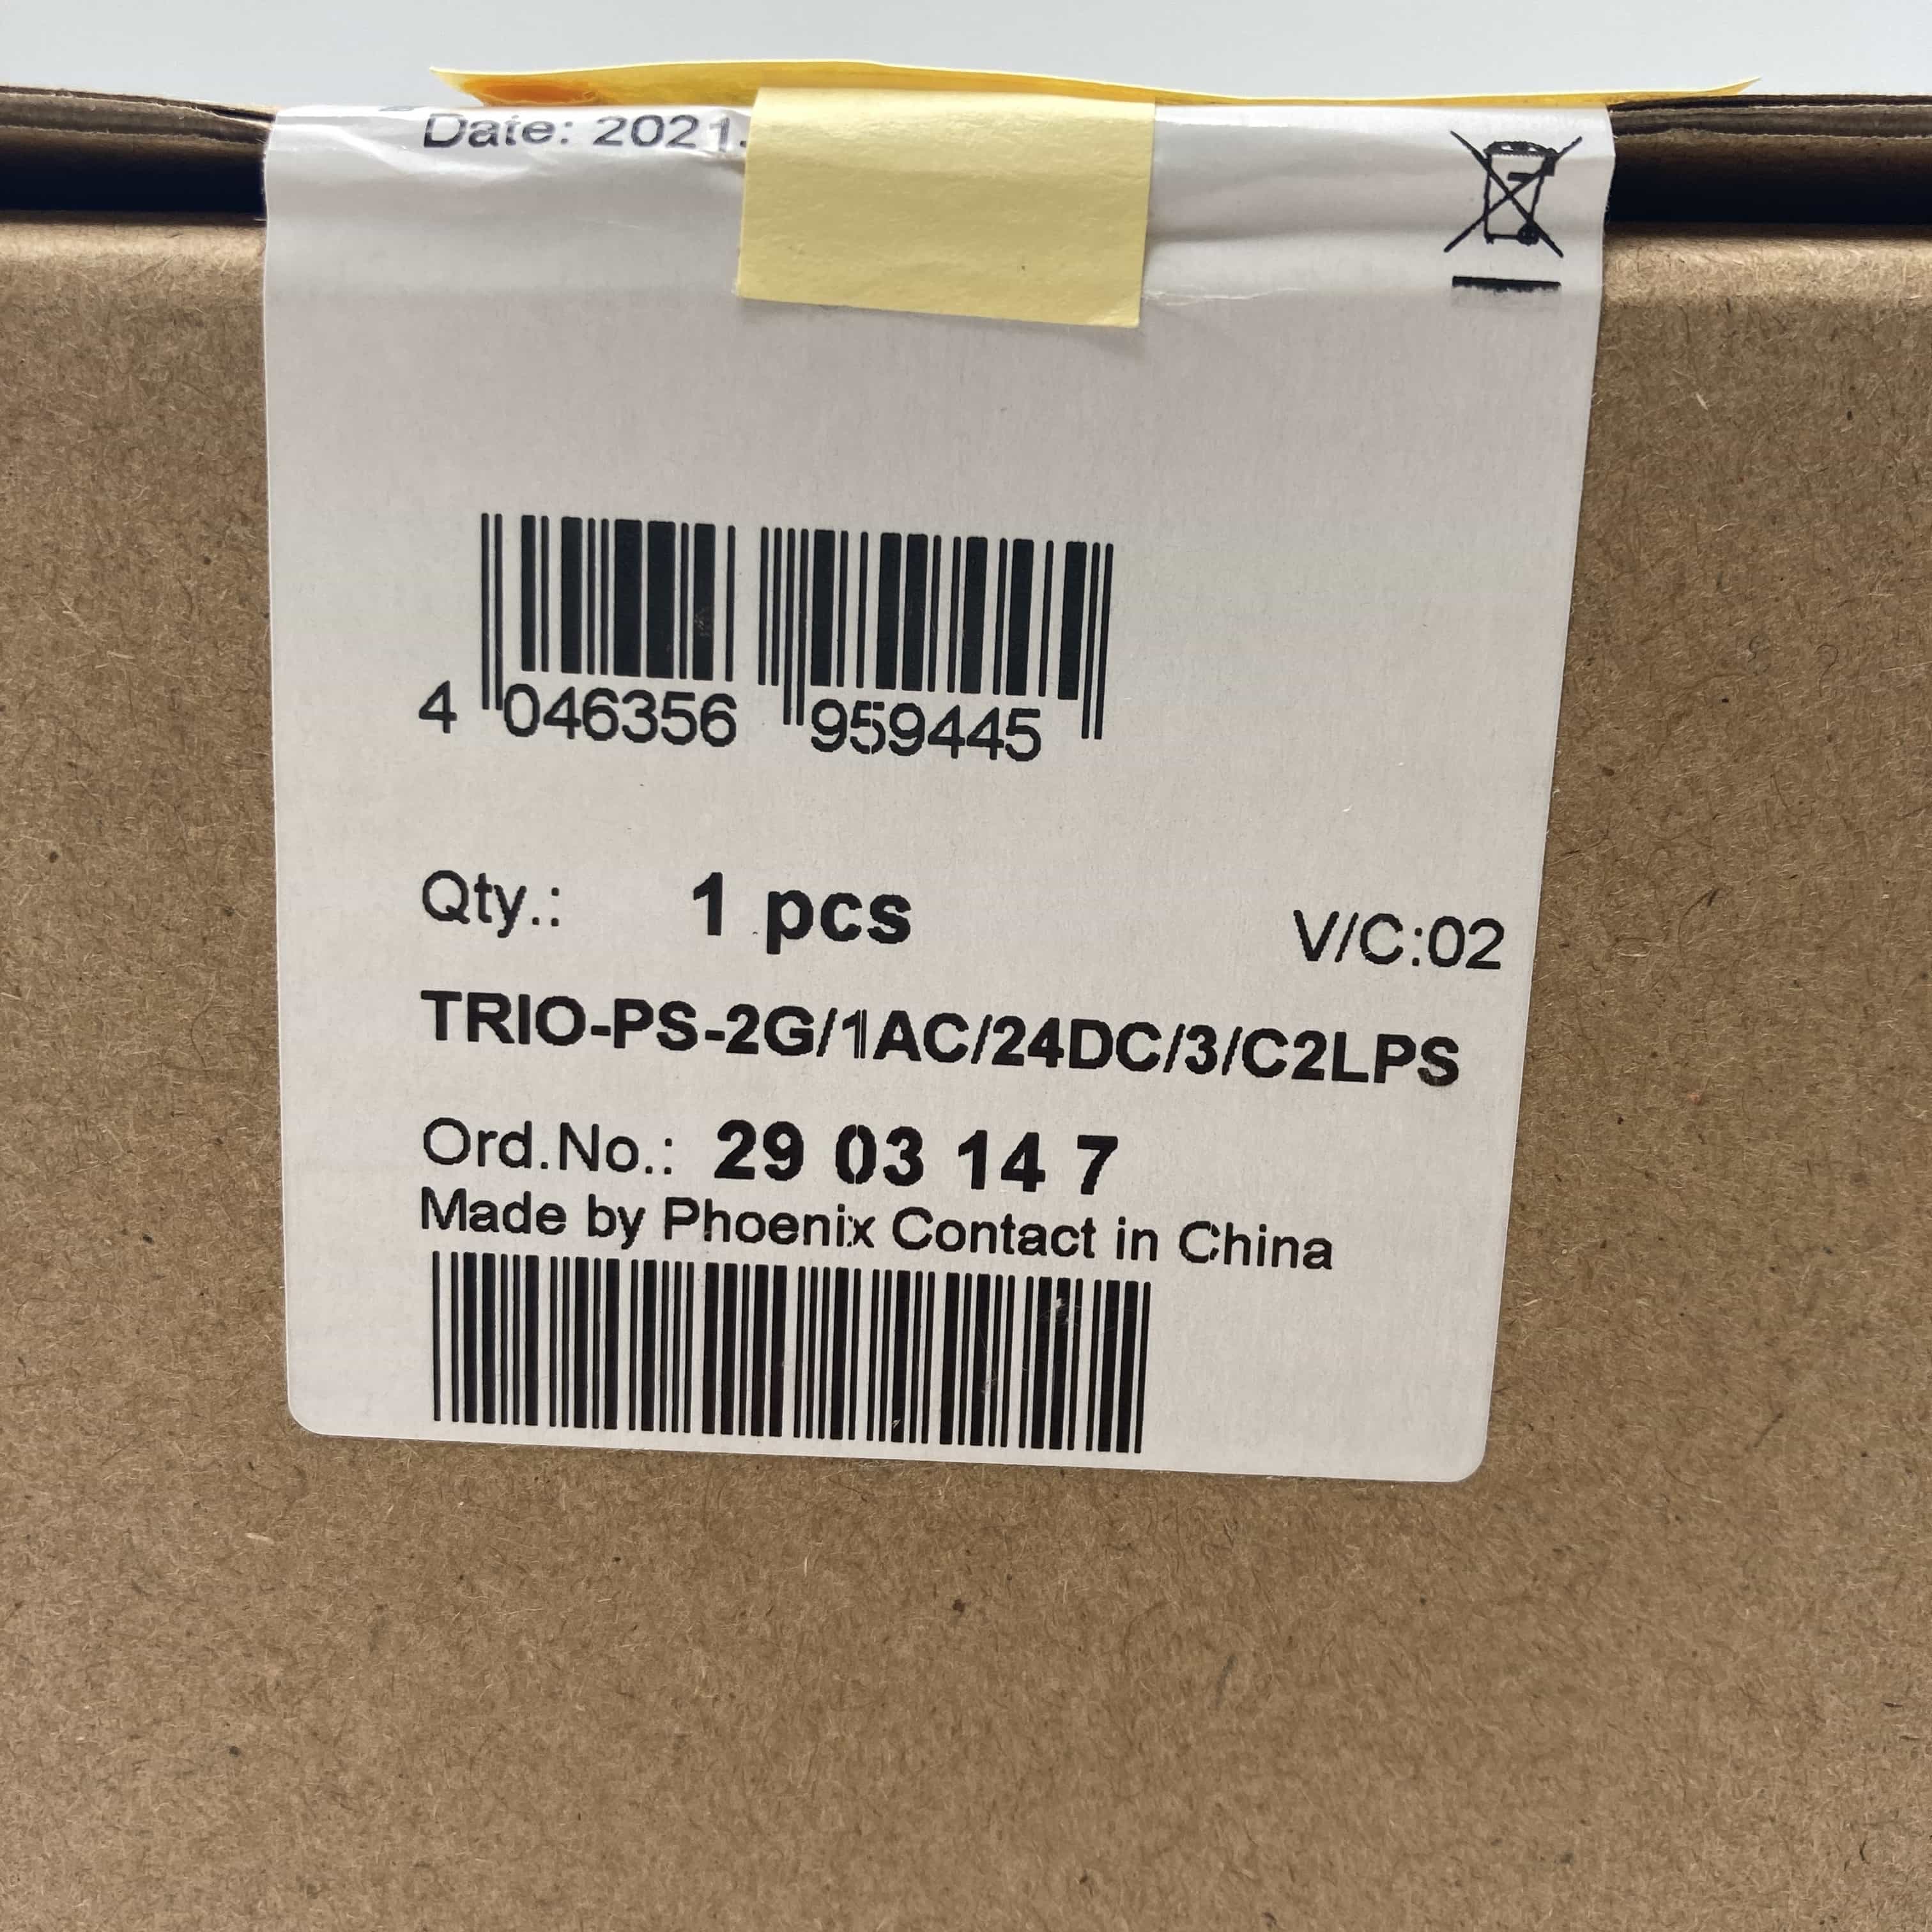 Date: 2021.
4 046356 959445
Qty.: 1 pcs V/C:02
TRIO-PS-2G/1AC/24DC/3/C2LPS
Ord.No.: 29 03 14 7
Made by Phoenix Contact in China